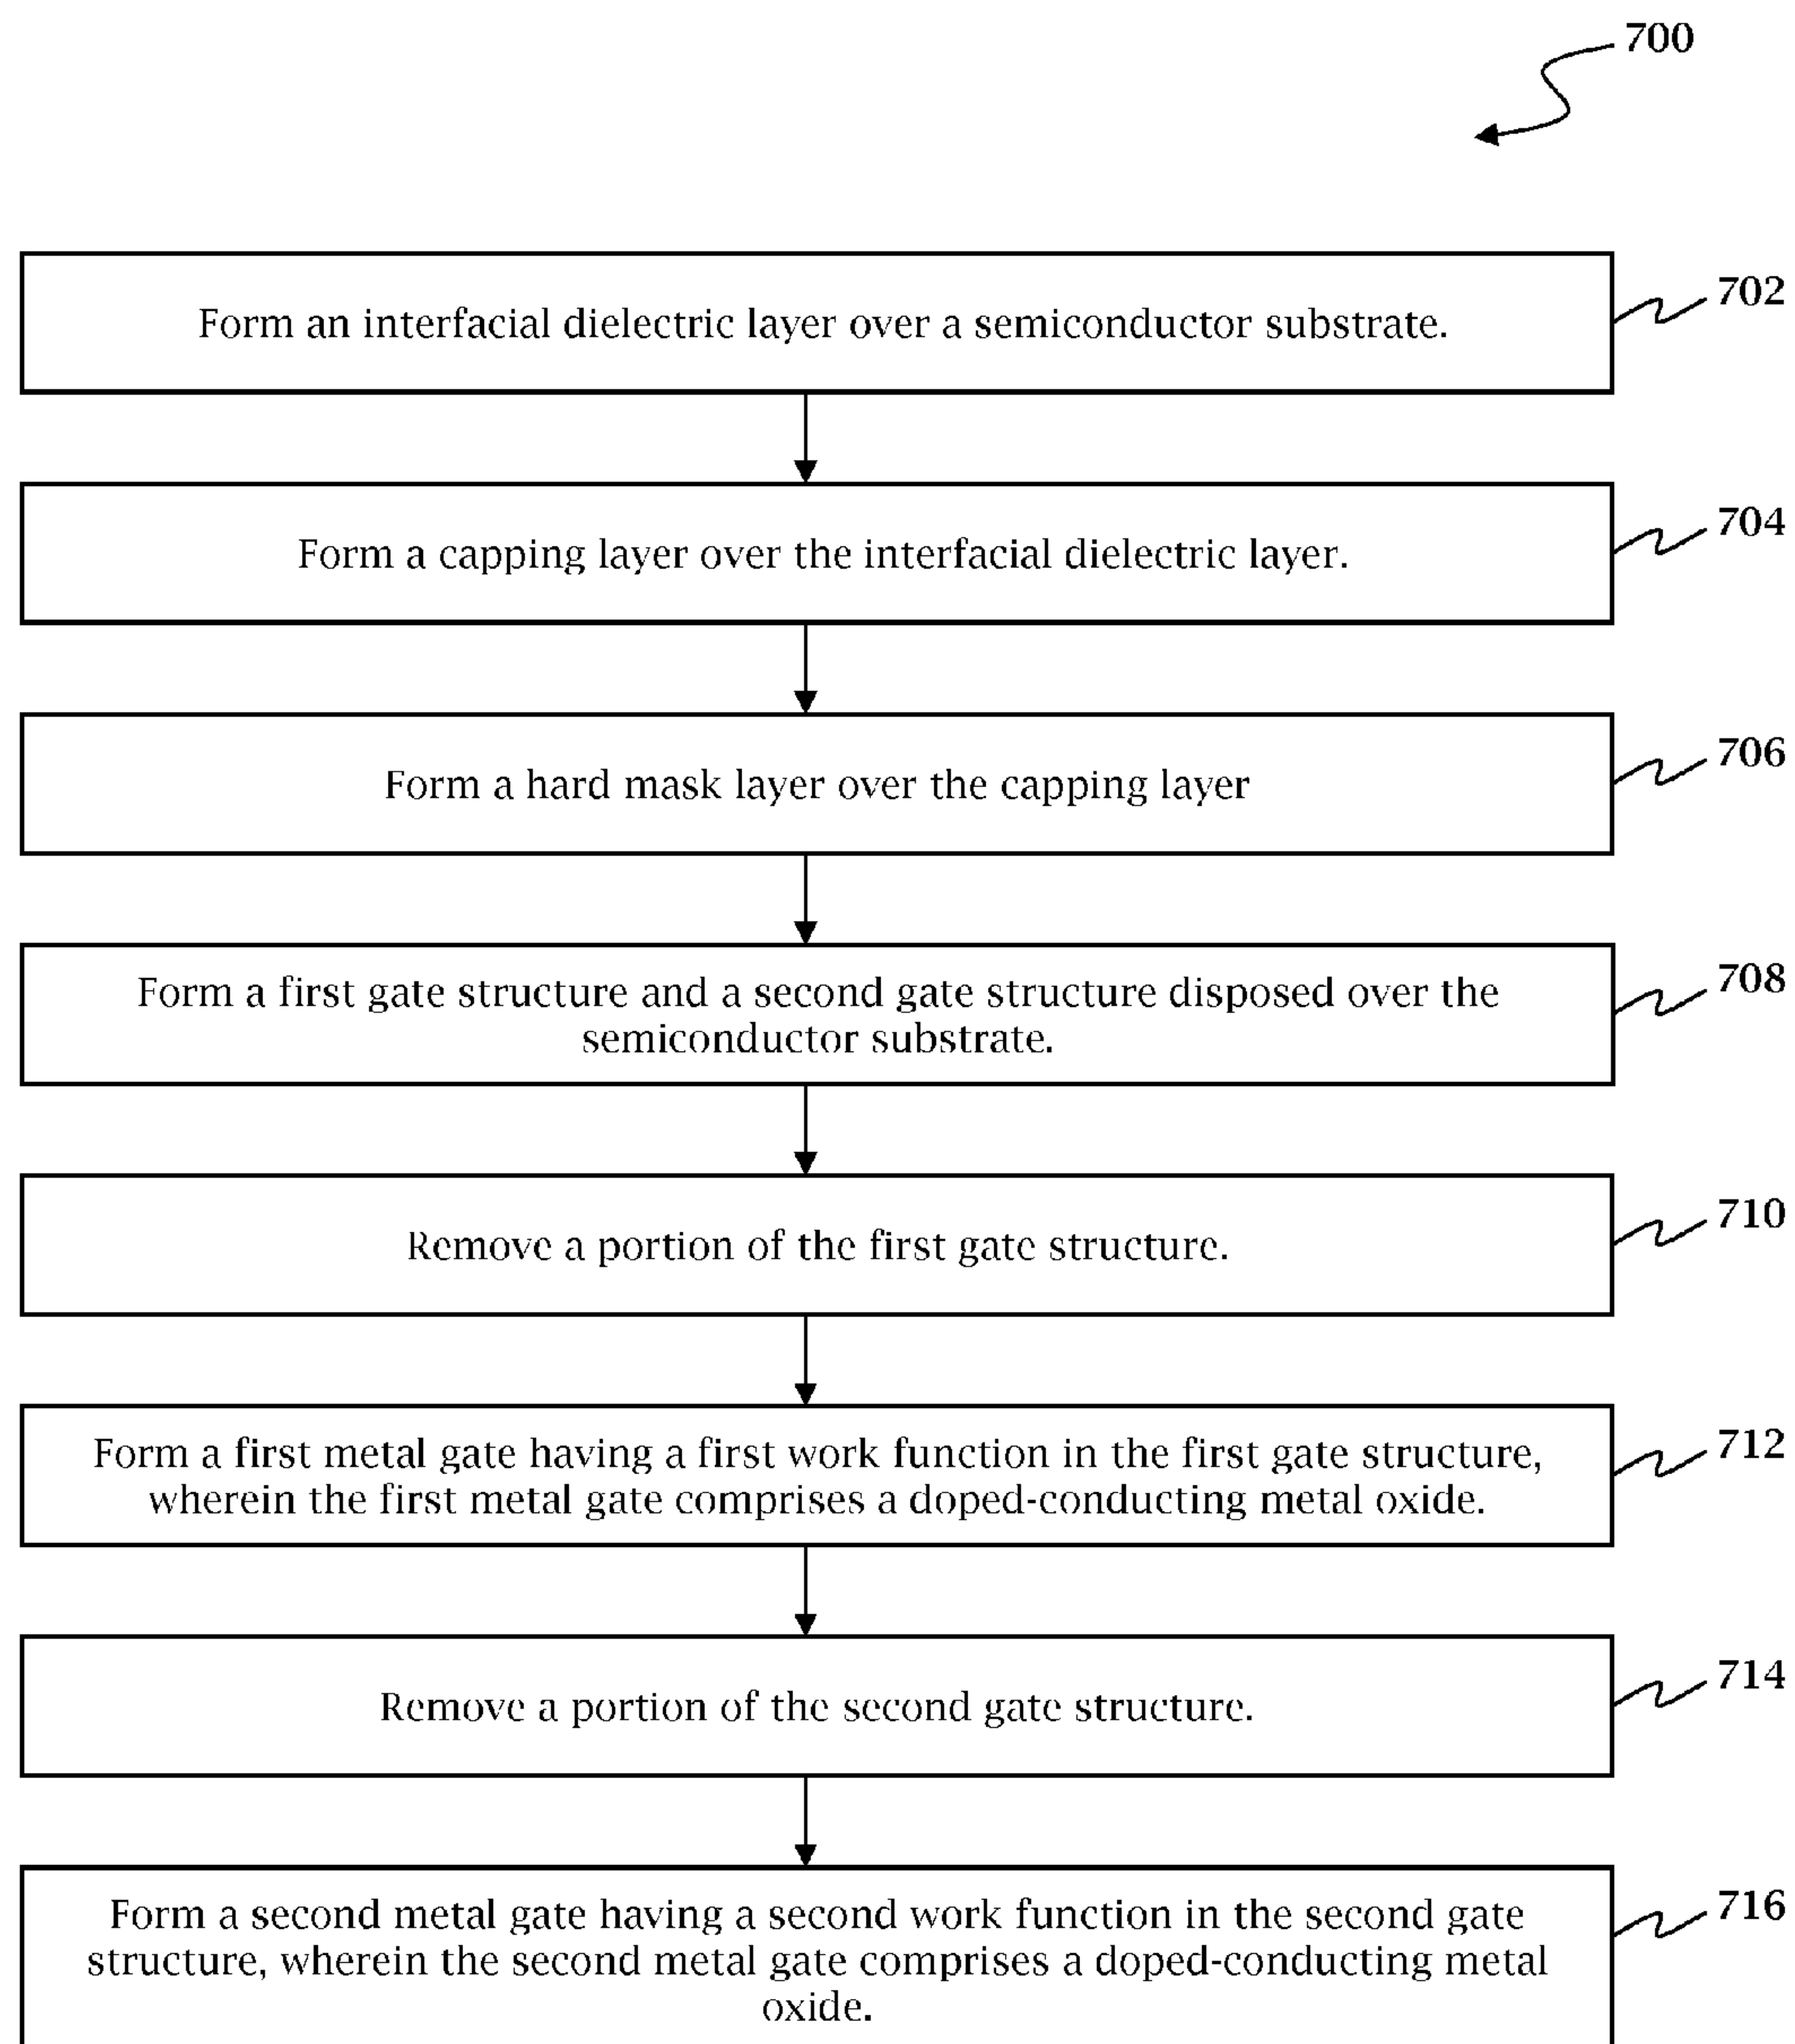 700
Form an interfacial dielectric layer over a semiconductor substrate.
702
Form a capping layer over the interfacial dielectric layer.
704
Form a hard mask layer over the capping layer
706
Form a first gate structure and a second gate structure disposed over the
semiconductor substrate.
708
Remove a portion of the first gate structure.
710
Form a first metal gate having a first work function in the first gate structure,
wherein the first metal gate comprises a doped-conducting metal oxide.
712
Remove a portion of the second gate structure.
714
Form a second metal gate having a second work function in the second gate
structure, wherein the second metal gate comprises a doped-conducting metal
oxide.
716